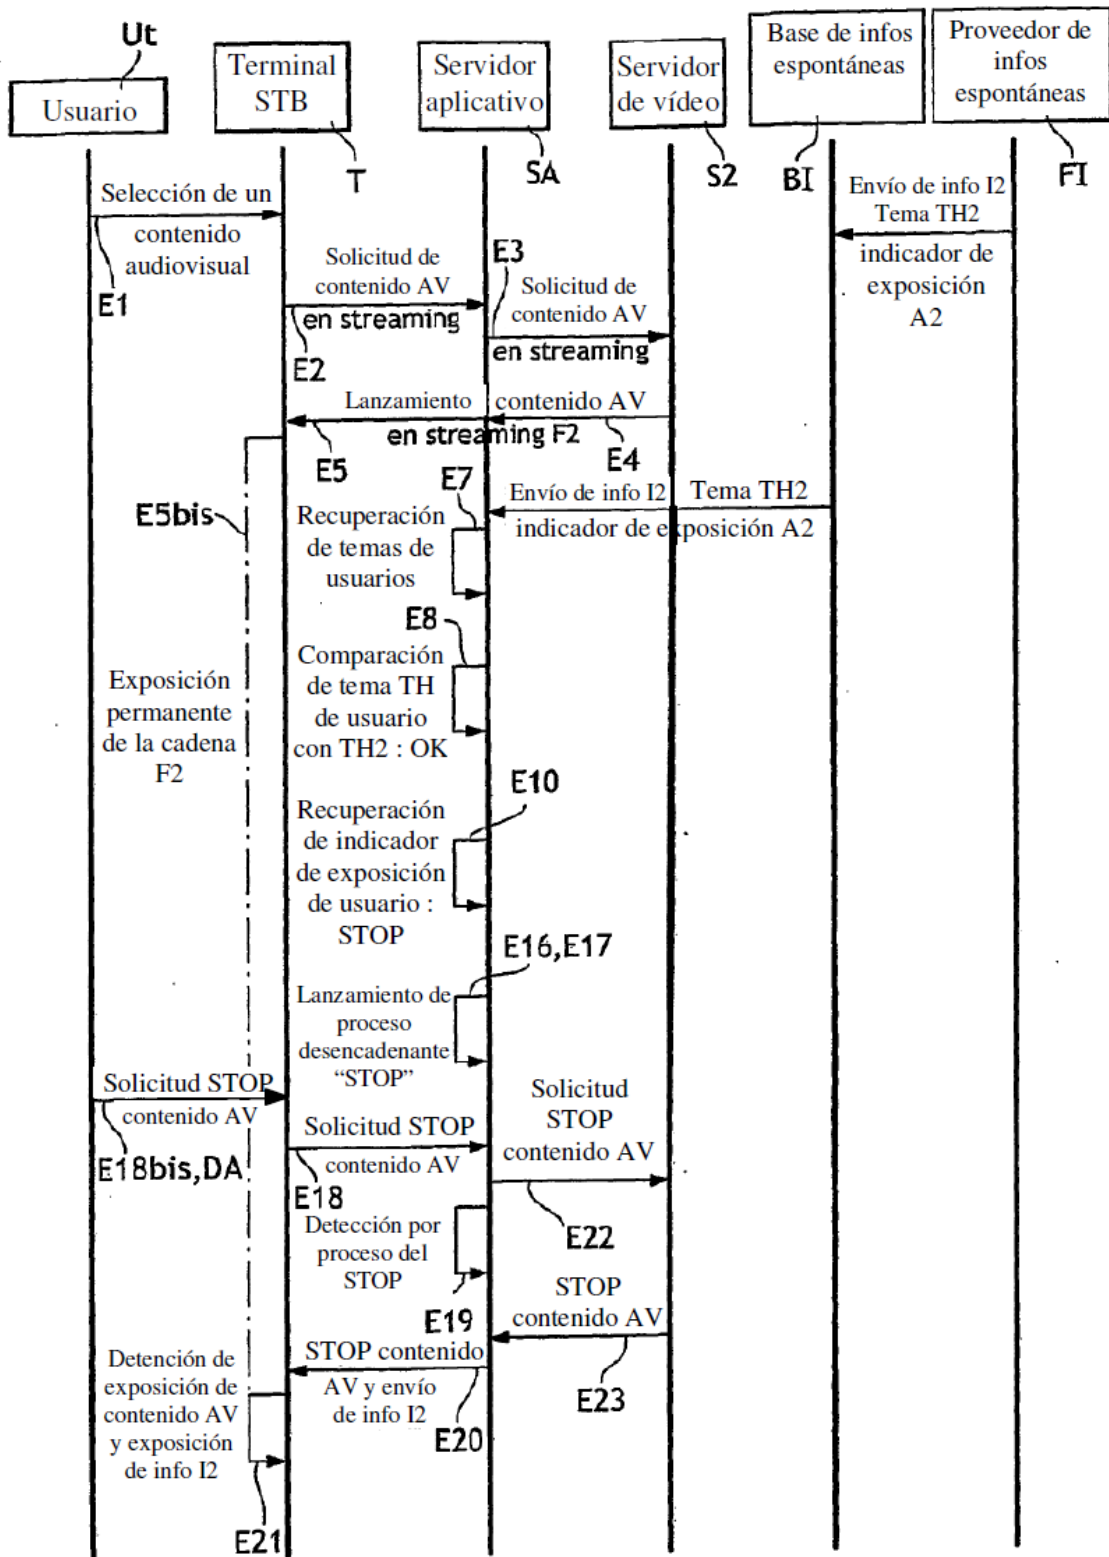 Ut
Usuario
Terminal
STB
T
Servidor
aplicativo
SA
Servidor
de vídeo
S2
Base de infos
espontáneas
BI
Proveedor de
infos
espontáneas
FI
Selección de un
contenido
audiovisual
E1
Envío de info I2
Tema TH2
indicador de
exposición
A2
Solicitud de
contenido AV
en streaming
E2
E3
Solicitud de
contenido AV
en streaming
Lanzamiento contenido AV
en streaming F2
E5
E4
E5bis
E7
Envío de info I2 Tema TH2
indicador de exposición A2
Recuperación
de temas de
usuarios
E8
Comparación
de tema TH
de usuario
con TH2 : OK
Exposición
permanente
de la cadena
F2
E10
Recuperación
de indicador
de exposición
de usuario :
STOP
E16,E17
Lanzamiento de
proceso
desencadenante
“STOP”
Solicitud STOP
contenido AV
E18bis,DA
Solicitud STOP
contenido AV
E18
Solicitud
STOP
contenido AV
E22
Detección por
proceso del
STOP
E19
STOP
contenido AV
E23
STOP contenido
AV y envío
de info I2
E20
Detención de
exposición de
contenido AV
y exposición
de info I2
E21